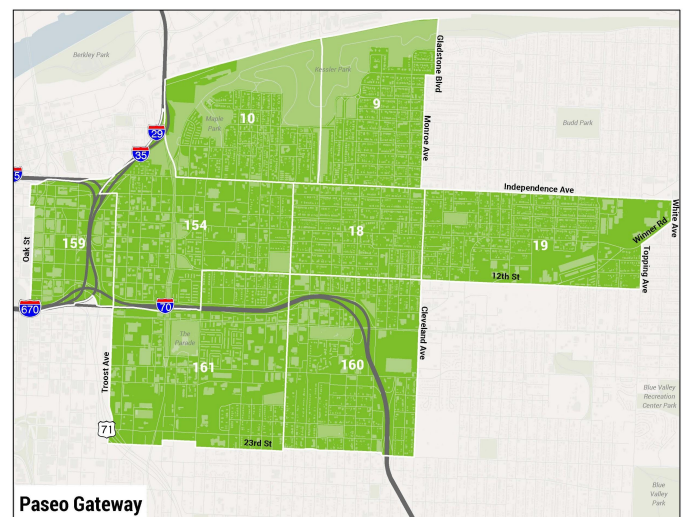 Berkley Park
Kessler Park
Gladstone Blvd
9
10
Maple
Park
Monroe Ave
Budd Park
29
35
5
Independence Ave
White Ave
Oak St
159
154
18
19
Winner Rd
12th St
Topping Ave
670
70
The
Parade
Cleveland Ave
Troost Ave
161
160
Blue Valley
Recreation
Center Park
71
23rd St
Blue
Valley
Park
Paseo Gateway